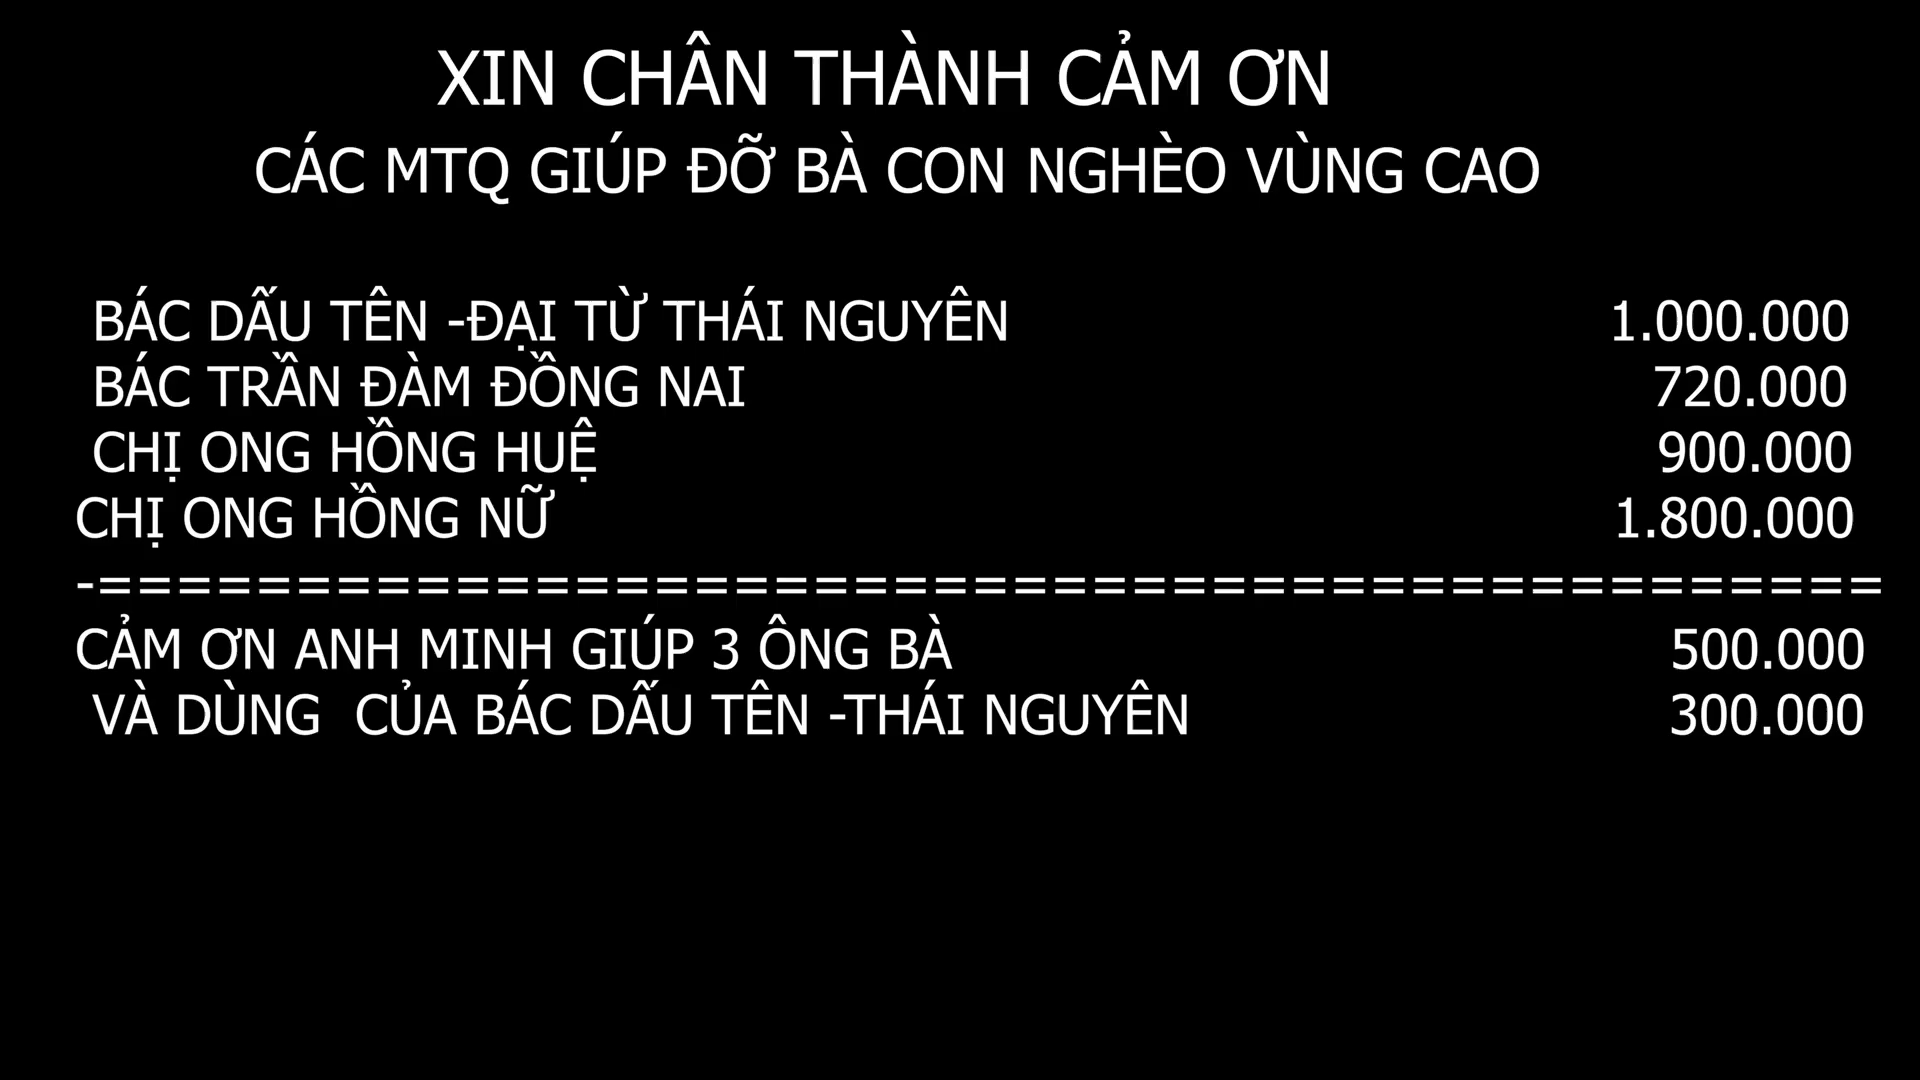 XIN CHÂN THÀNH CẢM ƠN
CÁC MTQ GIÚP ĐỠ BÀ CON NGHÈO VÙNG CAO
BÁC DẤU TÊN -ĐẠI TỪ THÁI NGUYÊN 1.000.000
BÁC TRẦN ĐÀM ĐỒNG NAI 720.000
CHỊ ONG HỒNG HUỆ 900.000
CHỊ ONG HỒNG NỮ 1.800.000
-=============================================
CẢM ƠN ANH MINH GIÚP 3 ÔNG BÀ 500.000
VÀ DÙNG CỦA BÁC DẤU TÊN -THÁI NGUYÊN 300.000